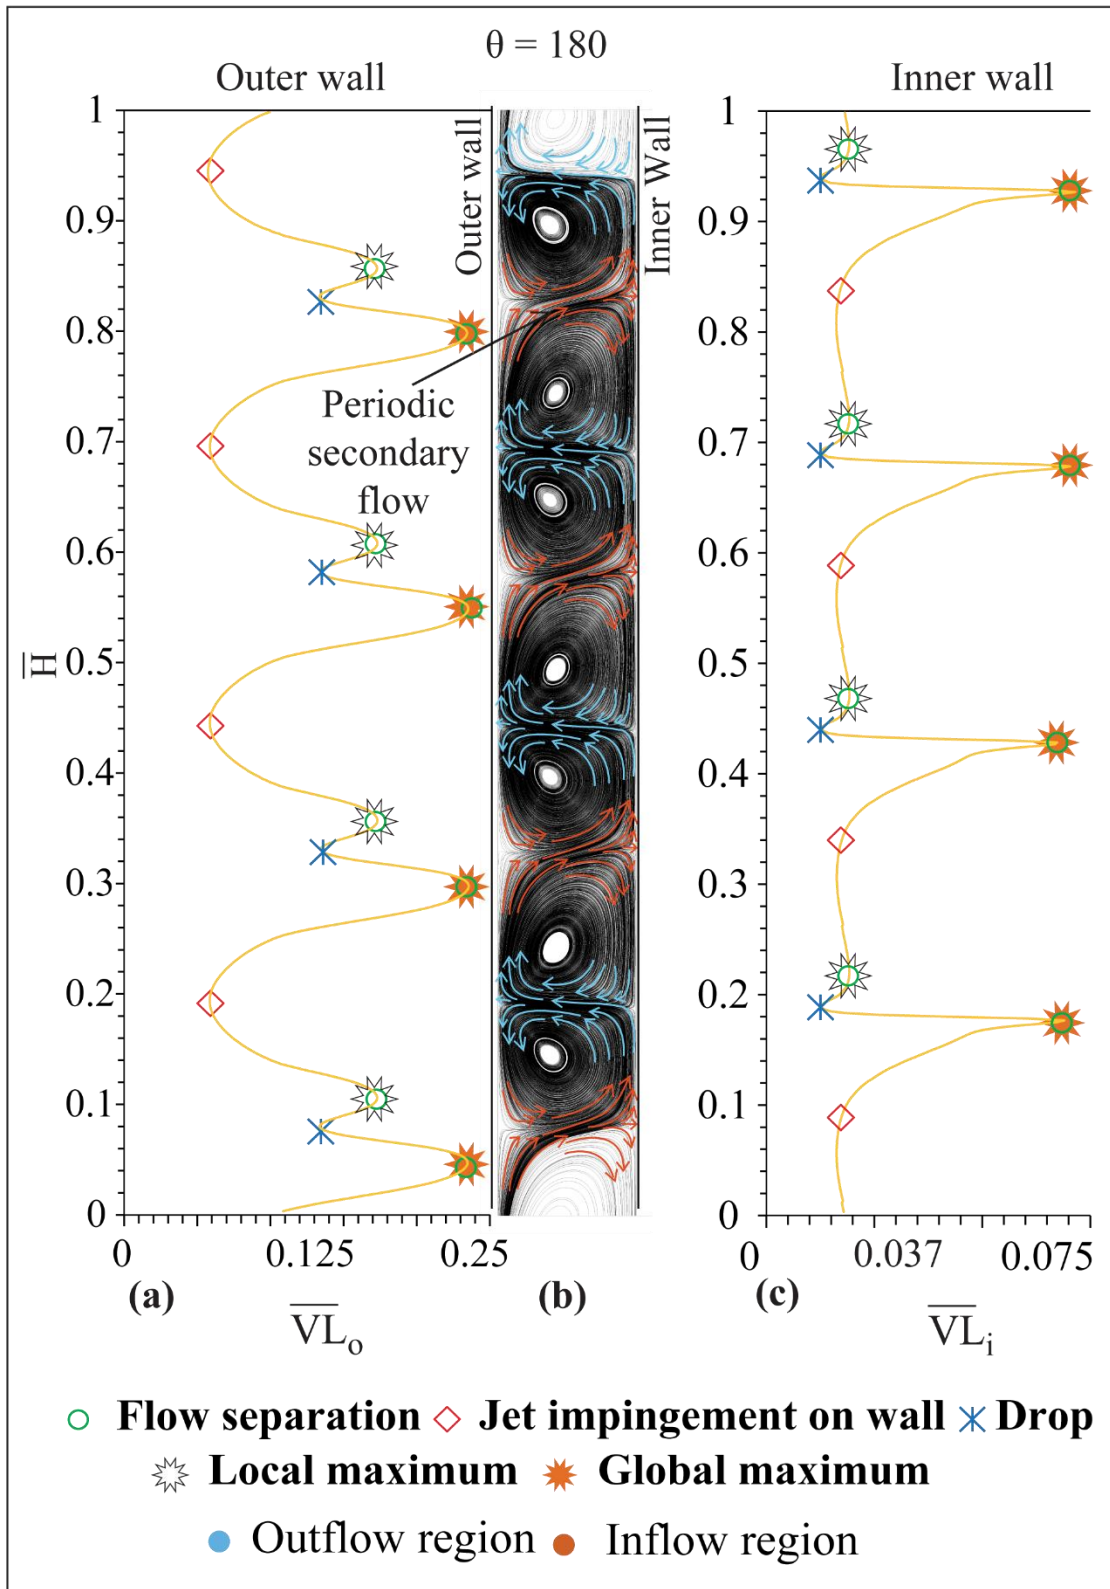 θ = 180
Outer wall
Inner wall
1
0.9
0.8
0.7
0.6
0.5
0.4
0.3
0.2
0.1
0
H̅
0
0.125
0.25
(a)
V̅L̅ₒ
Outer wall
Inner Wall
Periodic
secondary
flow
(b)
1
0.9
0.8
0.7
0.6
0.5
0.4
0.3
0.2
0.1
0
0
0.037
0.075
(c)
V̅L̅ᵢ
Flow separation Jet impingement on wall Drop
Local maximum Global maximum
Outflow region Inflow region